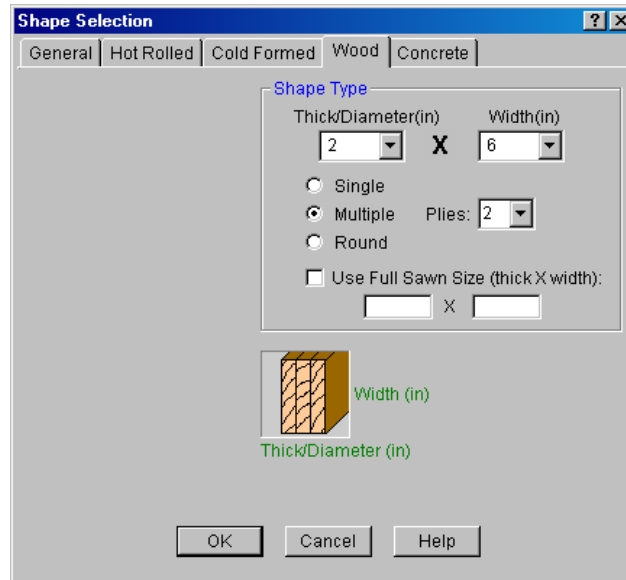 Shape Selection
General Hot Rolled Cold Formed Wood Concrete
Shape Type
Thick/Diameter(in) Width(in)
2 X 6
Single
Multiple Plies: 2
Round
Use Full Sawn Size (thick X width):
X
Width (in)
Thick/Diameter (in)
OK Cancel Help